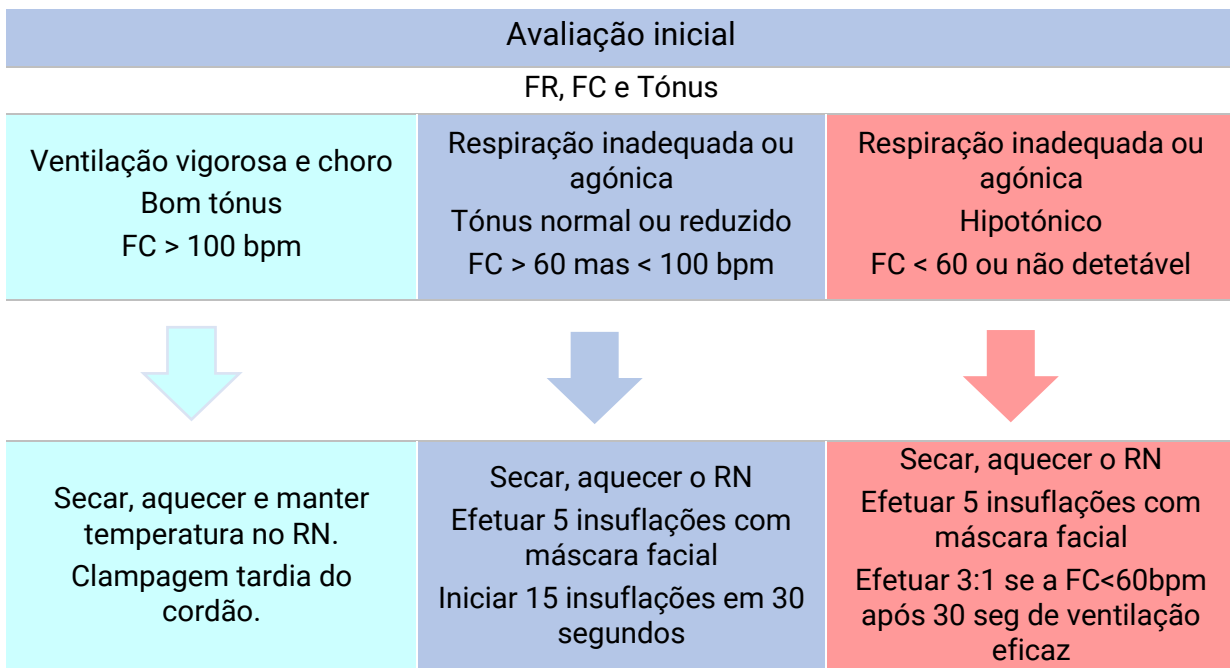 Avaliação inicial
FR, FC e Tónus
Ventilação vigorosa e choro
Bom tónus
FC > 100 bpm
Respiração inadequada ou
agónica
Tónus normal ou reduzido
FC > 60 mas < 100 bpm
Respiração inadequada ou
agónica
Hipotónico
FC < 60 ou não detetável
Secar, aquecer e manter
temperatura no RN.
Clampagem tardia do
cordão.
Secar, aquecer o RN
Efetuar 5 insuflações com
máscara facial
Iniciar 15 insuflações em 30
segundos
Secar, aquecer o RN
Efetuar 5 insuflações com
máscara facial
Efetuar 3:1 se a FC<60bpm
após 30 seg de ventilação
eficaz